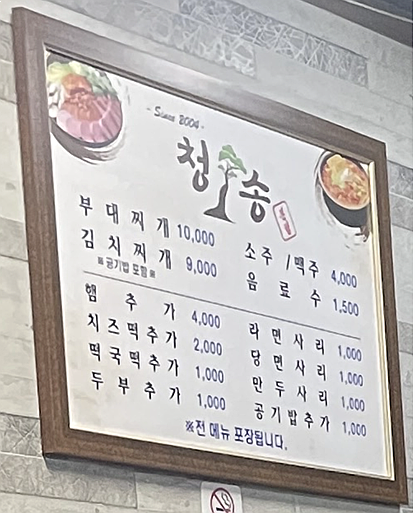 - Since 2004 -
청송
부대찌개 10,000
김치찌개 9,000
※공기밥 포함※
소주/맥주 4,000
음료수 1,500
햄추가 4,000
치즈떡추가 2,000
떡국떡추가 1,000
두부추가 1,000
라면사리 1,000
당면사리 1,000
만두사리 1,000
공기밥추가 1,000
※전 메뉴 포장됩니다.